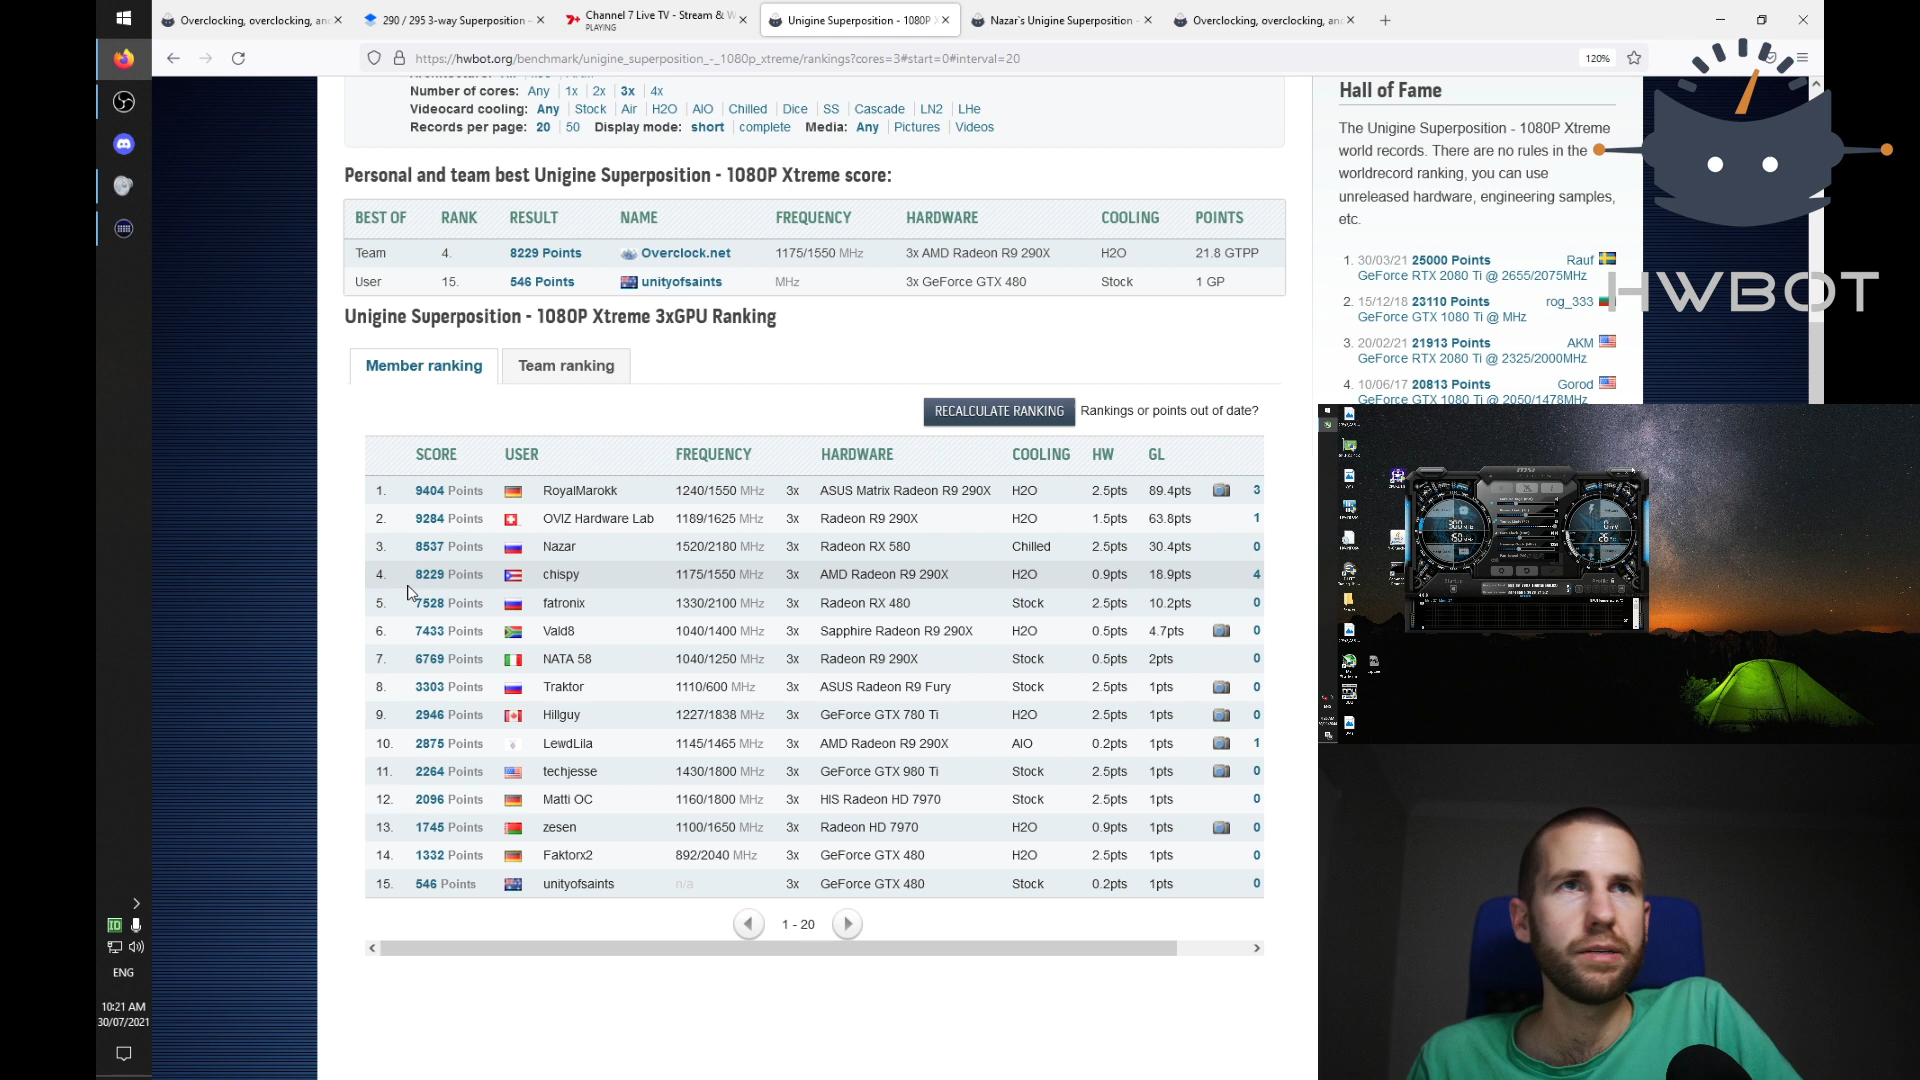 Overclocking, overclocking, an
290 / 295 3-way Superposition -
Channel 7 Live TV - Stream & W
PLAYING
Unigine Superposition - 1080P X
Nazar`s Unigine Superposition -
Overclocking, overclocking, an
https://hwbot.org/benchmark/unigine_superposition_-_1080p_xtreme/rankings?cores=3#start=0#interval=20
120%
Number of cores: Any 1x 2x 3x 4x
Videocard cooling: Any Stock Air H2O AIO Chilled Dice SS Cascade LN2 LHe
Records per page: 20 50 Display mode: short complete Media: Any Pictures Videos
Personal and team best Unigine Superposition - 1080P Xtreme score:
BEST OF RANK RESULT NAME FREQUENCY HARDWARE COOLING POINTS
Team 4. 8229 Points Overclock.net 1175/1550 MHz 3x AMD Radeon R9 290X H2O 21.8 GTPP
User 15. 546 Points unityofsaints MHz 3x GeForce GTX 480 Stock 1 GP
Unigine Superposition - 1080P Xtreme 3xGPU Ranking
Member ranking Team ranking
RECALCULATE RANKING Rankings or points out of date?
SCORE USER FREQUENCY HARDWARE COOLING HW GL
1. 9404 Points RoyalMarokk 1240/1550 MHz 3x ASUS Matrix Radeon R9 290X H2O 2.5pts 89.4pts 3
2. 9284 Points OVIZ Hardware Lab 1189/1625 MHz 3x Radeon R9 290X H2O 1.5pts 63.8pts 1
3. 8537 Points Nazar 1520/2180 MHz 3x Radeon RX 580 Chilled 2.5pts 30.4pts 0
4. 8229 Points chispy 1175/1550 MHz 3x AMD Radeon R9 290X H2O 0.9pts 18.9pts 4
5. 7528 Points fatronix 1330/2100 MHz 3x Radeon RX 480 Stock 2.5pts 10.2pts 0
6. 7433 Points Vald8 1040/1400 MHz 3x Sapphire Radeon R9 290X H2O 0.5pts 4.7pts 0
7. 6769 Points NATA 58 1040/1250 MHz 3x Radeon R9 290X Stock 0.5pts 2pts 0
8. 3303 Points Traktor 1110/600 MHz 3x ASUS Radeon R9 Fury Stock 2.5pts 1pts 0
9. 2946 Points Hillguy 1227/1838 MHz 3x GeForce GTX 780 Ti H2O 2.5pts 1pts 0
10. 2875 Points LewdLila 1145/1465 MHz 3x AMD Radeon R9 290X AIO 0.2pts 1pts 1
11. 2264 Points techjesse 1430/1800 MHz 3x GeForce GTX 980 Ti Stock 2.5pts 1pts 0
12. 2096 Points Matti OC 1160/1800 MHz 3x HIS Radeon HD 7970 Stock 2.5pts 1pts 0
13. 1745 Points zesen 1100/1650 MHz 3x Radeon HD 7970 H2O 0.9pts 1pts 0
14. 1332 Points Faktorx2 892/2040 MHz 3x GeForce GTX 480 H2O 2.5pts 1pts 0
15. 546 Points unityofsaints n/a 3x GeForce GTX 480 Stock 0.2pts 1pts 0
1 - 20
Hall of Fame
The Unigine Superposition - 1080P Xtreme
world records. There are no rules in the
worldrecord ranking, you can use
unreleased hardware, engineering samples,
etc.
1. 30/03/21 25000 Points Rauf
GeForce RTX 2080 Ti @ 2655/2075MHz
2. 15/12/18 23110 Points rog_333
GeForce GTX 1080 Ti @ MHz
3. 20/02/21 21913 Points AKM
GeForce RTX 2080 Ti @ 2325/2000MHz
4. 10/06/17 20813 Points Gorod
GeForce GTX 1080 Ti @ 2050/1478MHz
HWBOT
ENG
10:21 AM
30/07/2021